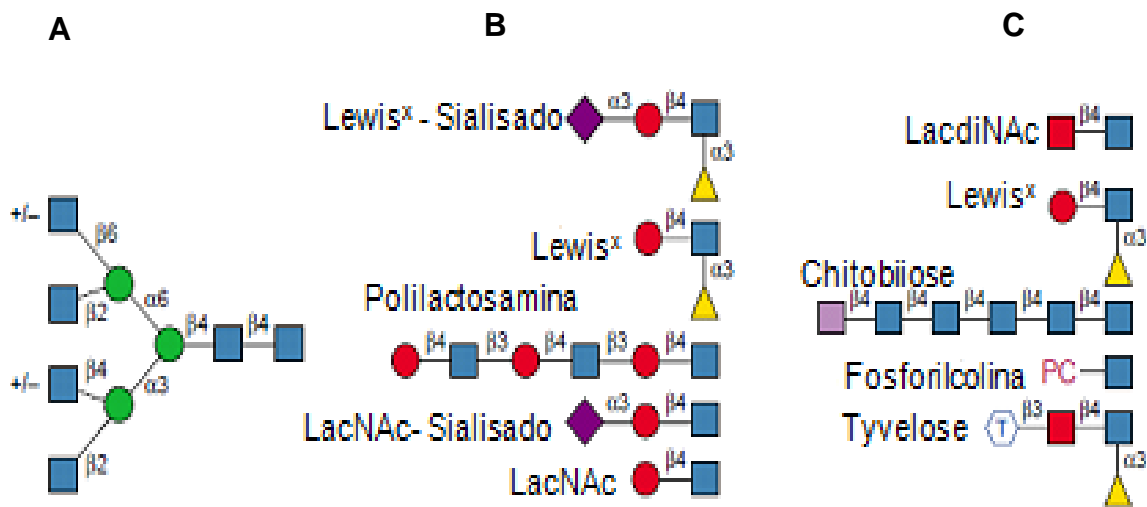 A
B
C
Lewisˣ - Sialisado
α3
β4
α3
Lewisˣ
β4
α3
Polilactosamina
β4
β3
β4
β3
β4
LacNAc- Sialisado
α3
β4
LacNAc
β4
+/–
β6
β2
α6
β4
β4
+/–
β4
α3
β2
LacdiNAc
β4
Lewisˣ
β4
α3
Chitobiiose
β4
β4
β4
β4
β4
Fosforilcolina PC
Tyvelose T
β3
β4
α3